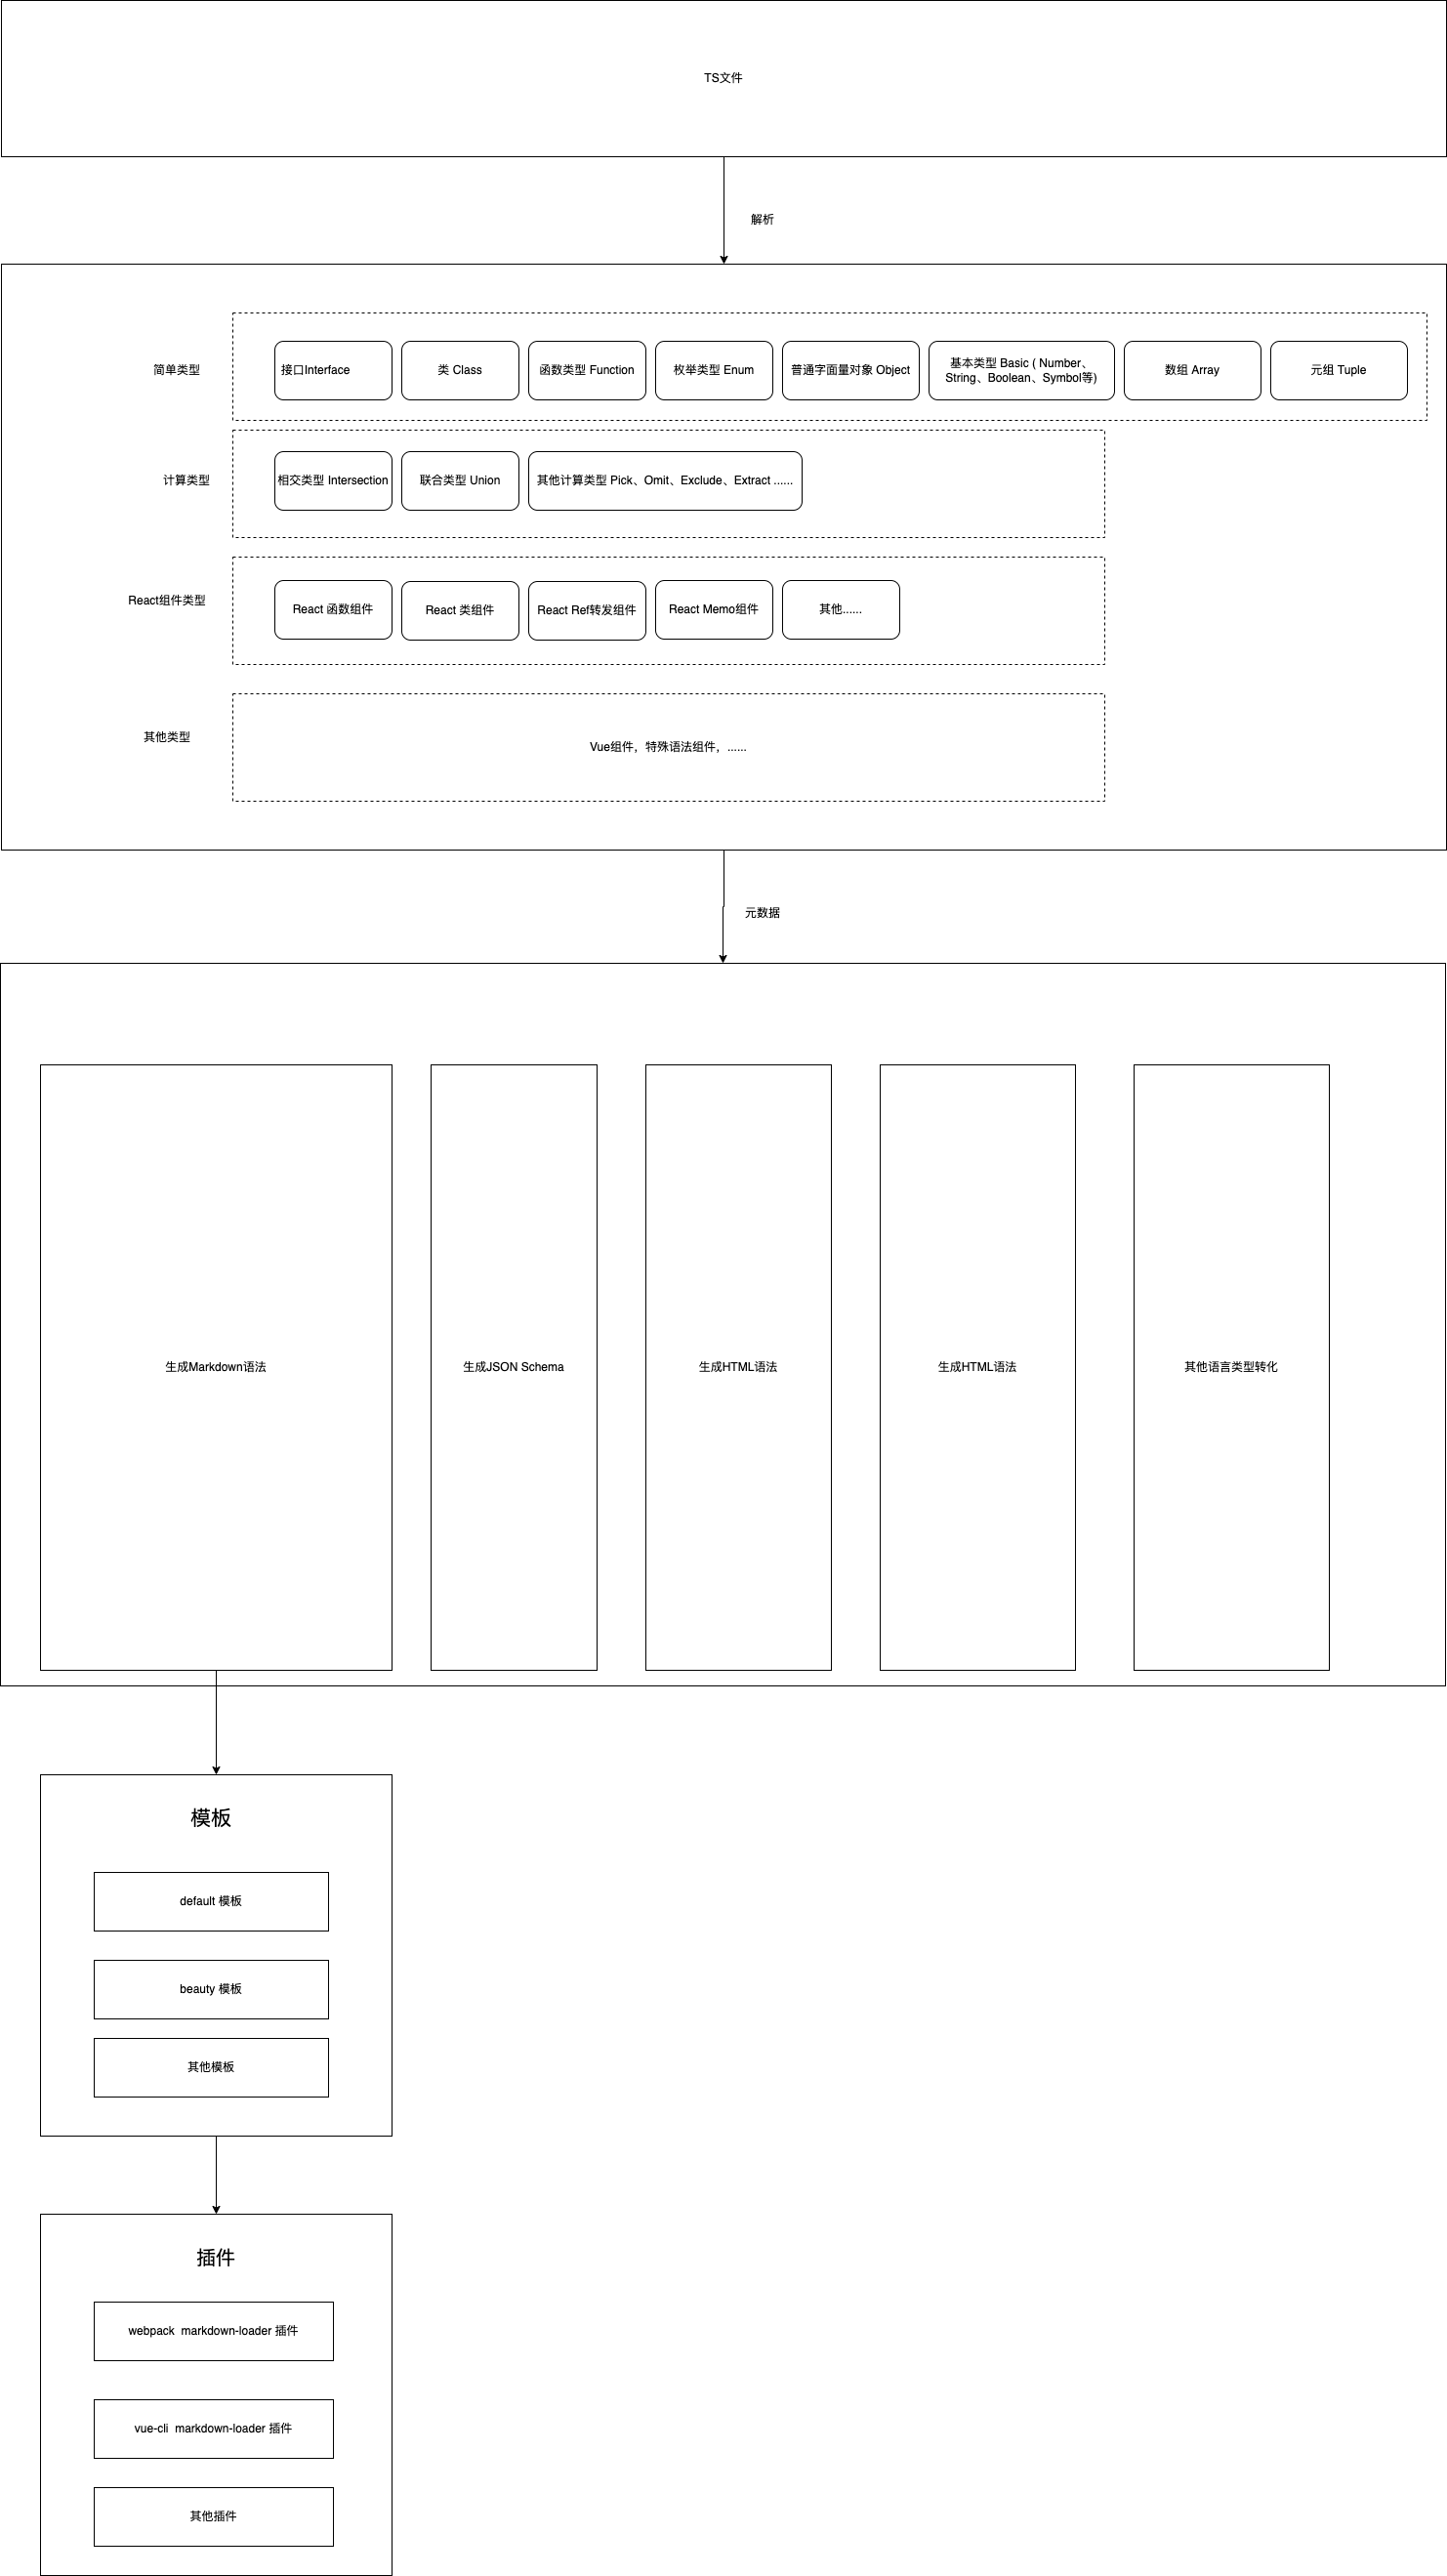 TS文件
解析
简单类型
接口Interface
类 Class
函数类型 Function
枚举类型 Enum
普通字面量对象 Object
基本类型 Basic ( Number、
String、Boolean、Symbol等)
数组 Array
元组 Tuple
计算类型
相交类型 Intersection
联合类型 Union
其他计算类型 Pick、Omit、Exclude、Extract ......
React组件类型
React 函数组件
React 类组件
React Ref转发组件
React Memo组件
其他......
其他类型
Vue组件，特殊语法组件，......
元数据
生成Markdown语法
生成JSON Schema
生成HTML语法
生成HTML语法
其他语言类型转化
模板
default 模板
beauty 模板
其他模板
插件
webpack  markdown-loader 插件
vue-cli  markdown-loader 插件
其他插件